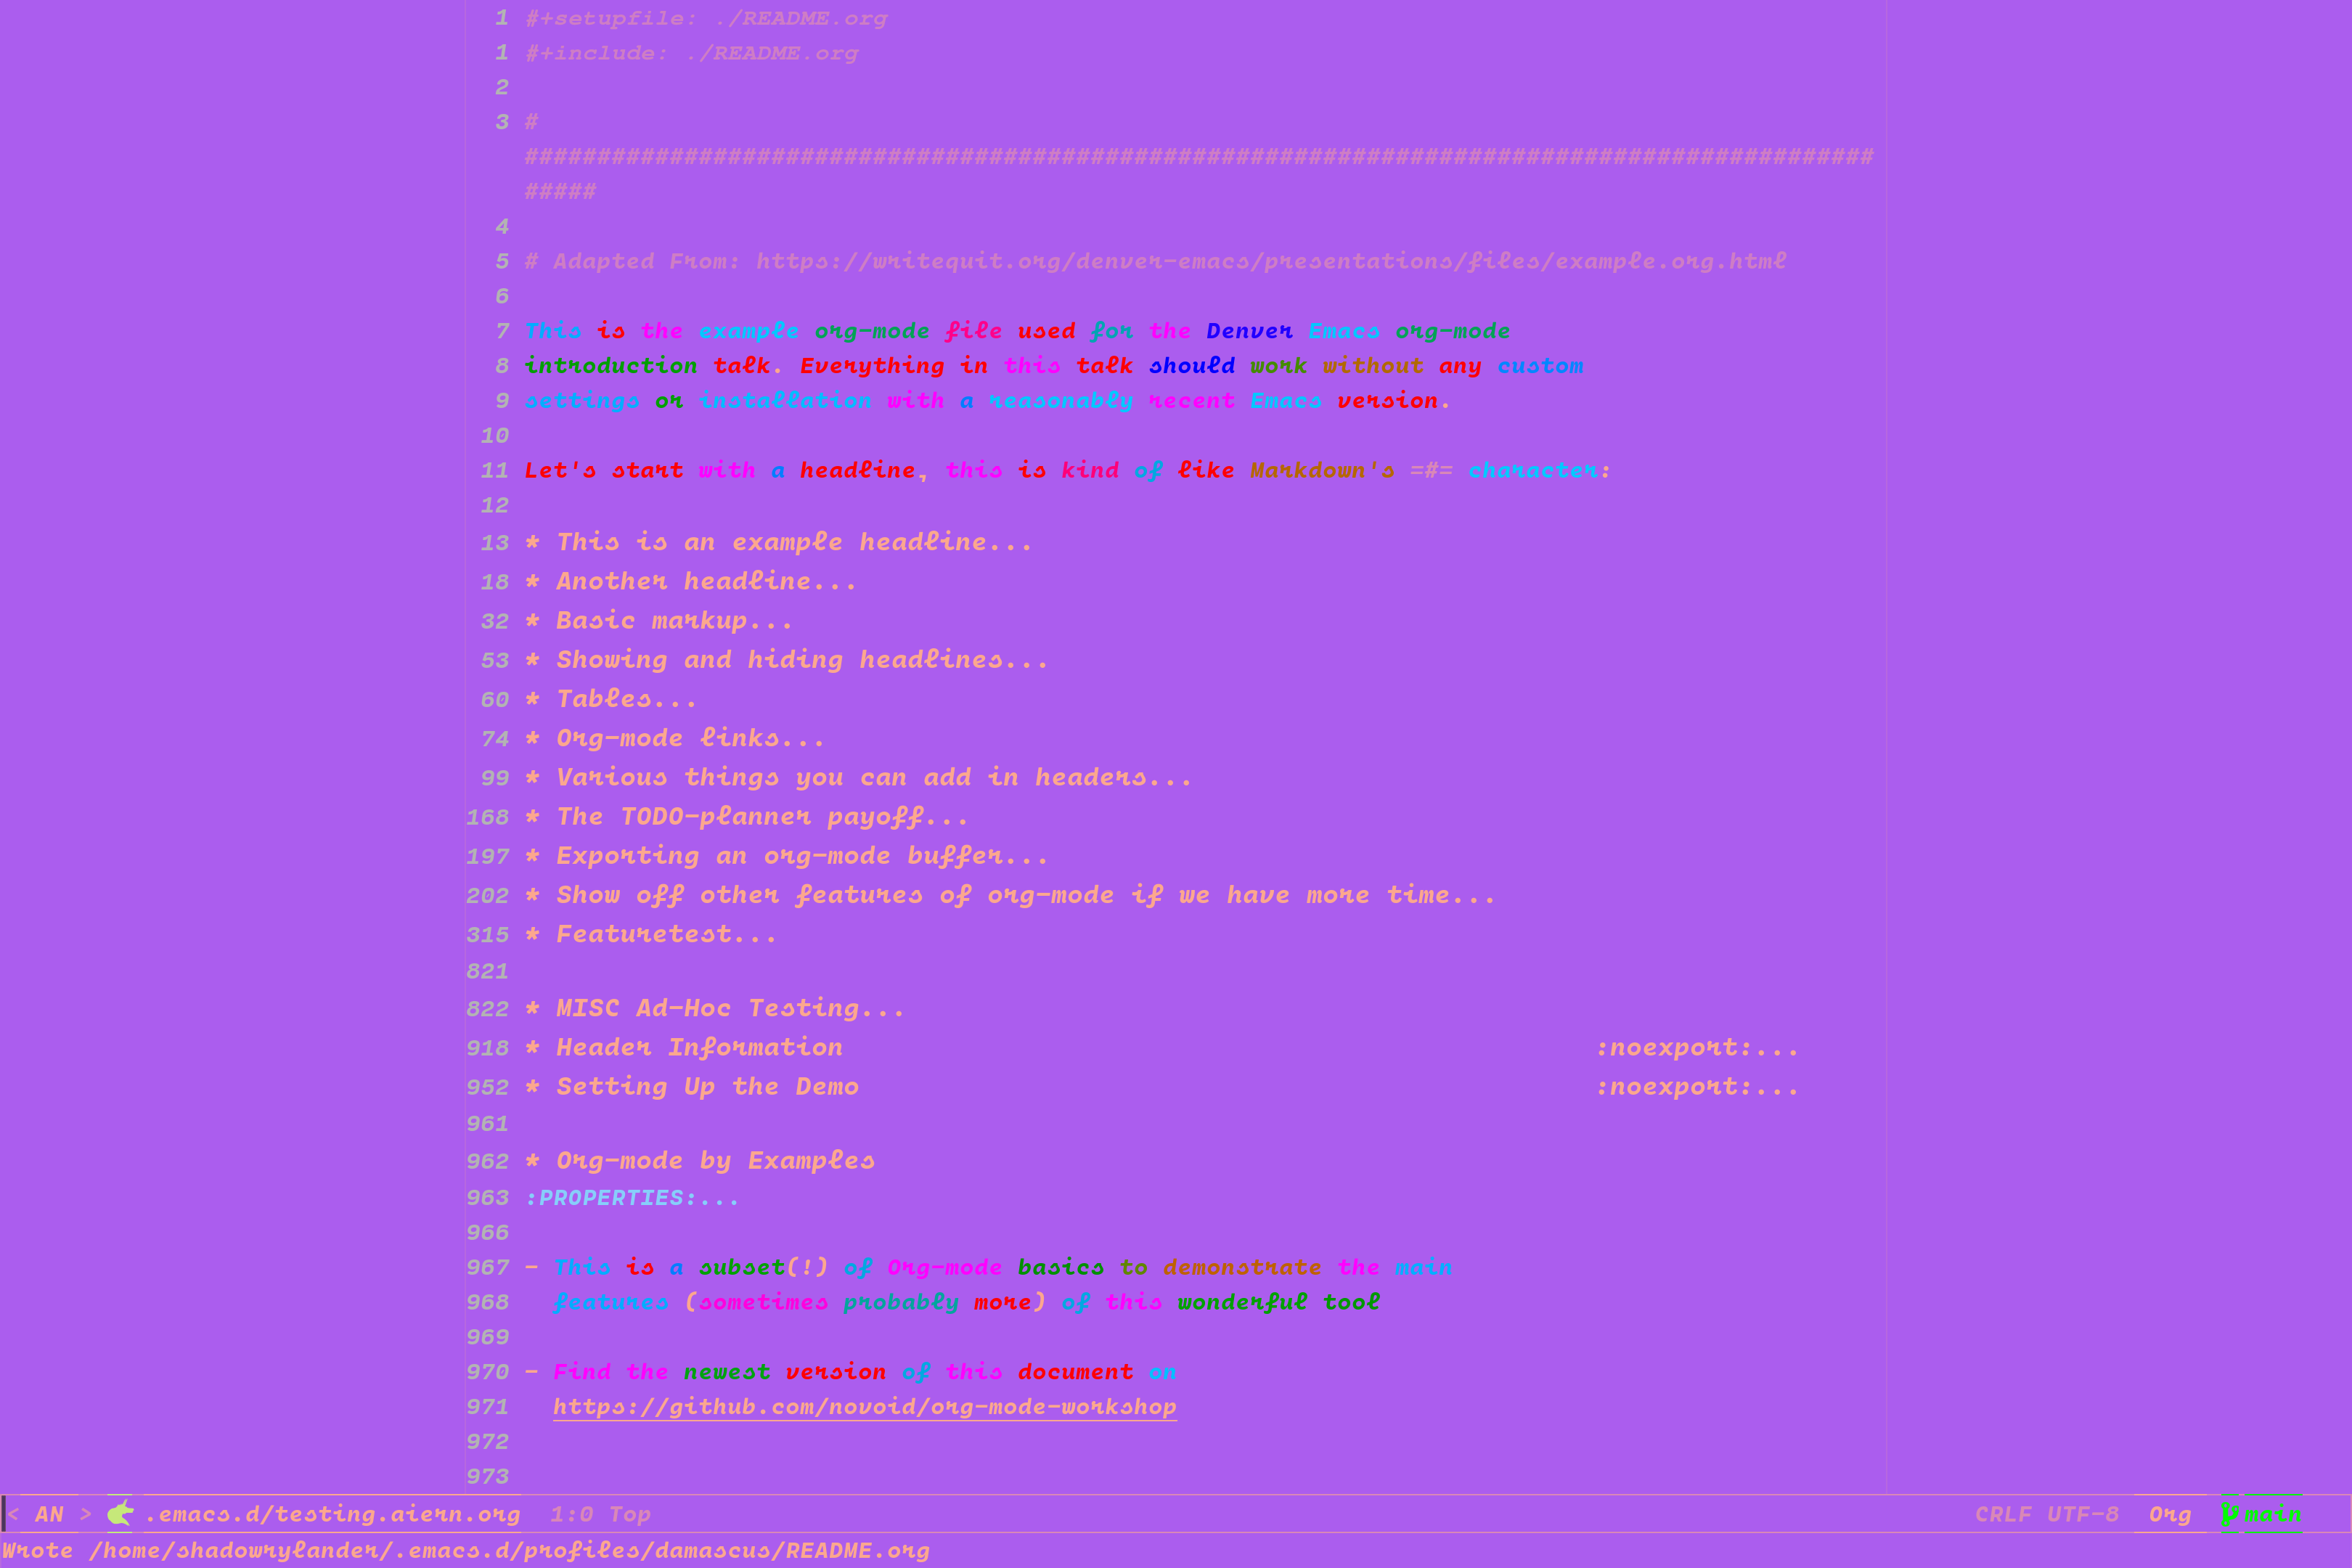 1 #+setupfile: ./README.org
1 #+include: ./README.org
2
3 #
#############################################################################################
#####
4
5 # Adapted From: https://writequit.org/denver-emacs/presentations/files/example.org.html
6
7 This is the example org-mode file used for the Denver Emacs org-mode
8 introduction talk. Everything in this talk should work without any custom
9 settings or installation with a reasonably recent Emacs version.
10
11 Let's start with a headline, this is kind of like Markdown's =#= character:
12
13 * This is an example headline...
18 * Another headline...
32 * Basic markup...
53 * Showing and hiding headlines...
60 * Tables...
74 * Org-mode links...
99 * Various things you can add in headers...
168 * The TODO-planner payoff...
197 * Exporting an org-mode buffer...
202 * Show off other features of org-mode if we have more time...
315 * Featuretest...
821
822 * MISC Ad-Hoc Testing...
918 * Header Information :noexport:...
952 * Setting Up the Demo :noexport:...
961
962 * Org-mode by Examples
963 :PROPERTIES:...
966
967 - This is a subset(!) of Org-mode basics to demonstrate the main
968 features (sometimes probably more) of this wonderful tool
969
970 - Find the newest version of this document on
971 https://github.com/novoid/org-mode-workshop
972
973
< AN > .emacs.d/testing.aiern.org 1:0 Top CRLF UTF-8 Org main
Wrote /home/shadowrylander/.emacs.d/profiles/damascus/README.org